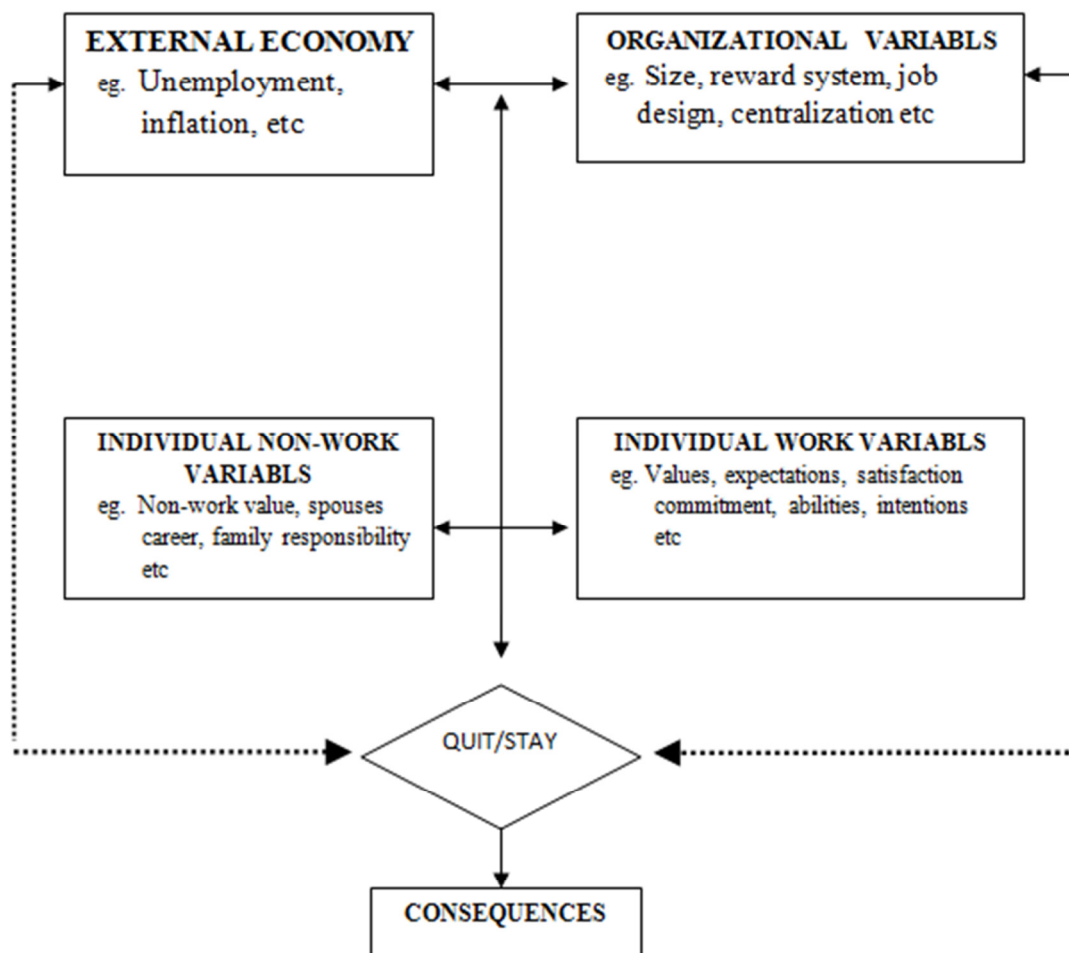 EXTERNAL ECONOMY
eg. Unemployment,
inflation, etc
ORGANIZATIONAL VARIABLS
eg. Size, reward system, job
design, centralization etc
INDIVIDUAL NON-WORK
VARIABLS
eg. Non-work value, spouses
career, family responsibility
etc
INDIVIDUAL WORK VARIABLES
eg. Values, expectations, satisfaction
commitment, abilities, intentions
etc
QUIT/STAY
CONSEQUENCES